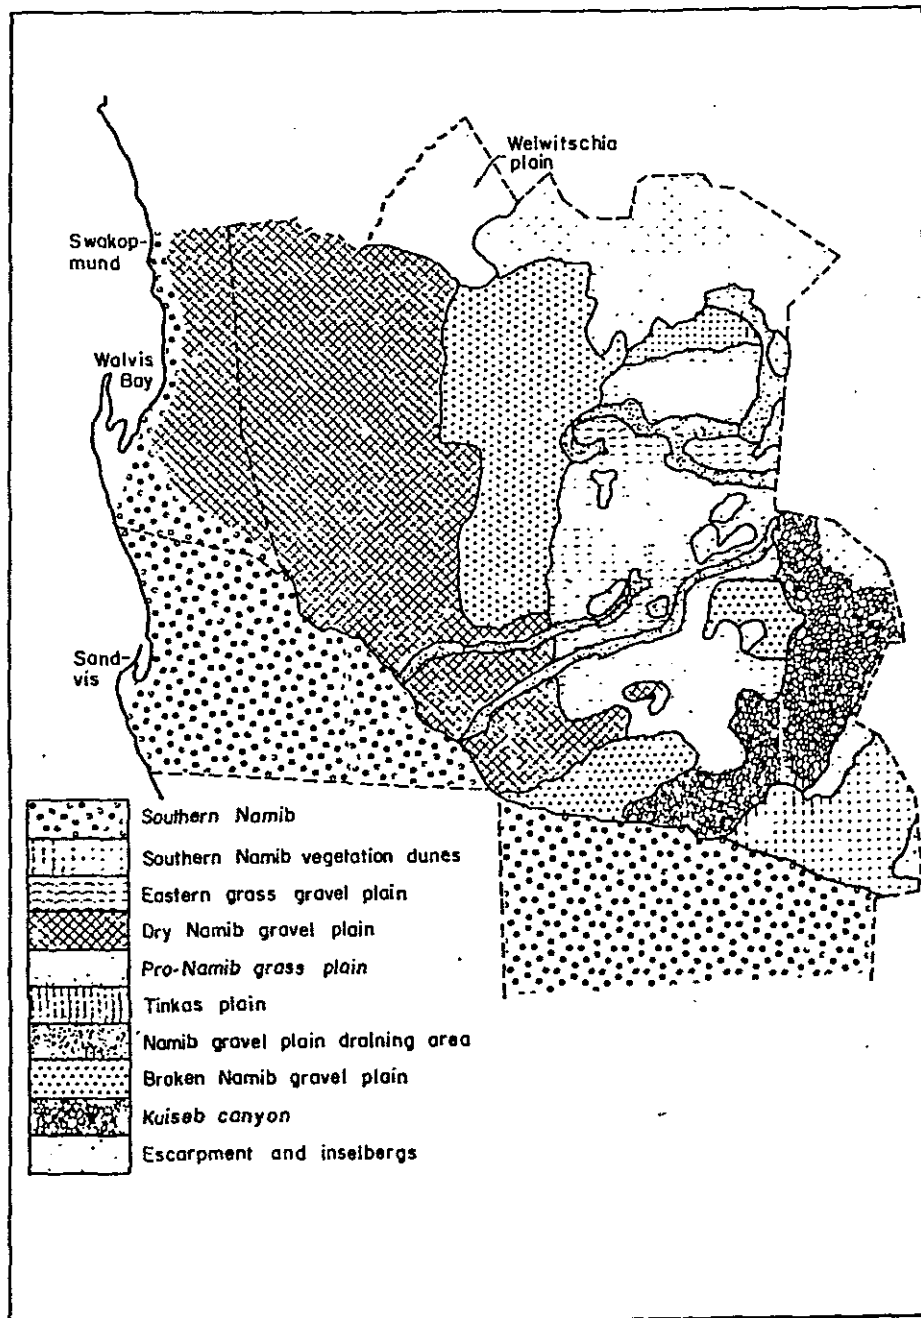 Welwitschia
plain
Swakop-
mund
Walvis
Bay
Sand-
vis
Southern Namib
Southern Namib vegetation dunes
Eastern grass gravel plain
Dry Namib gravel plain
Pro-Namib grass plain
Tinkas plain
Namib gravel plain draining area
Broken Namib gravel plain
Kuiseb canyon
Escarpment and inselbergs